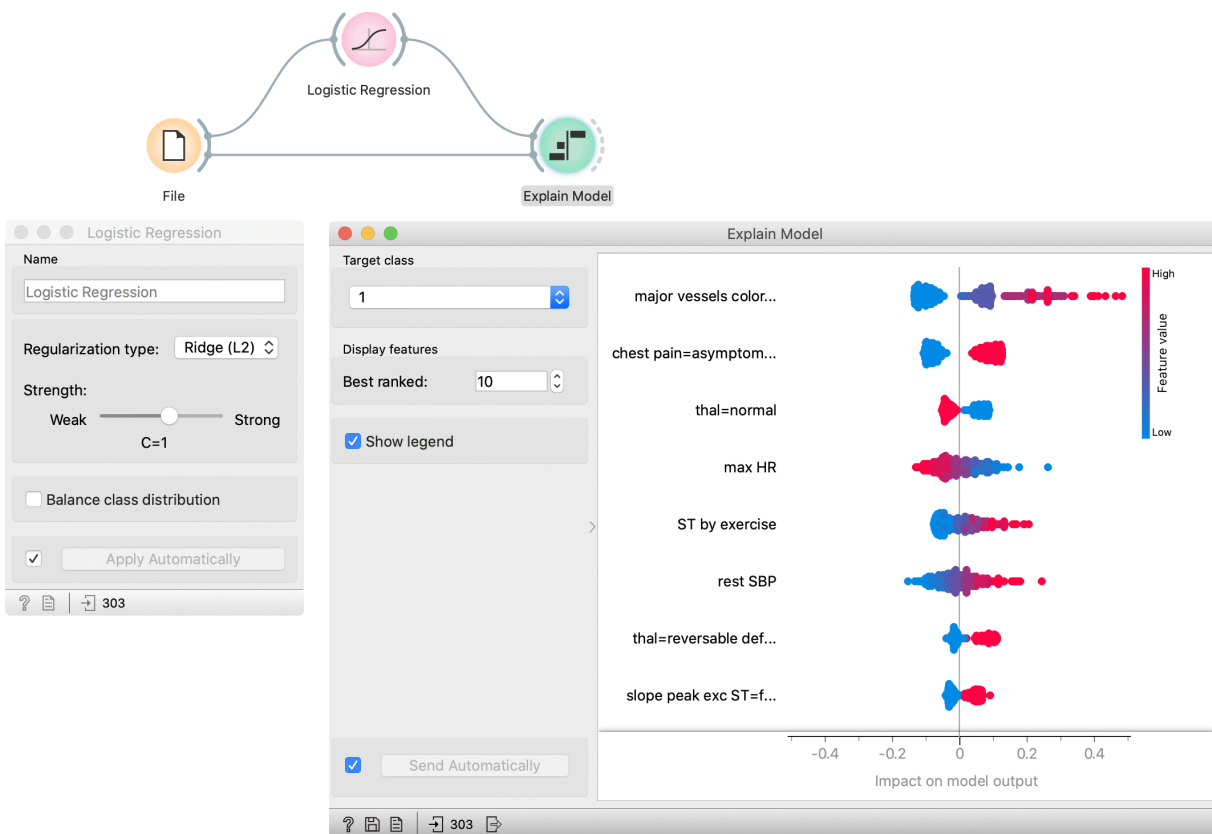 Logistic Regression
File
Explain Model
Logistic Regression
Name
Logistic Regression
Regularization type: Ridge (L2)
Strength:
Weak Strong
C=1
Balance class distribution
Apply Automatically
? 303
Explain Model
Target class
1
Display features
Best ranked: 10
Show legend
Send Automatically
? 303
major vessels color...
chest pain=asymptom...
thal=normal
max HR
ST by exercise
rest SBP
thal=reversable def...
slope peak exc ST=f...
High
Feature value
Low
-0.4 -0.2 0 0.2 0.4
Impact on model output